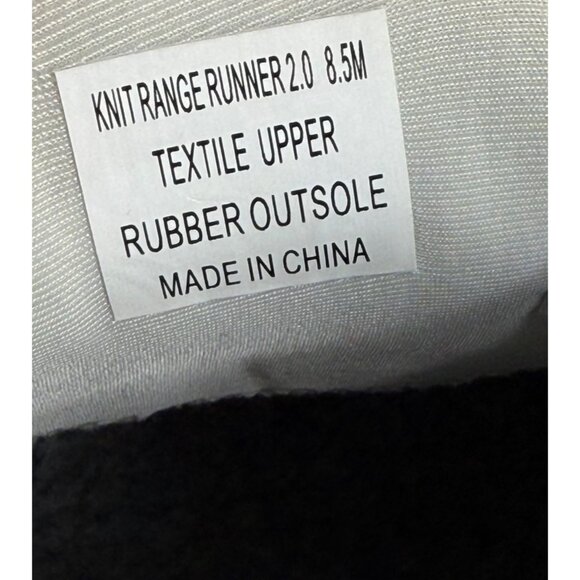 KNIT RANGE RUNNER 2.0 8.5M
TEXTILE UPPER
RUBBER OUTSOLE
MADE IN CHINA